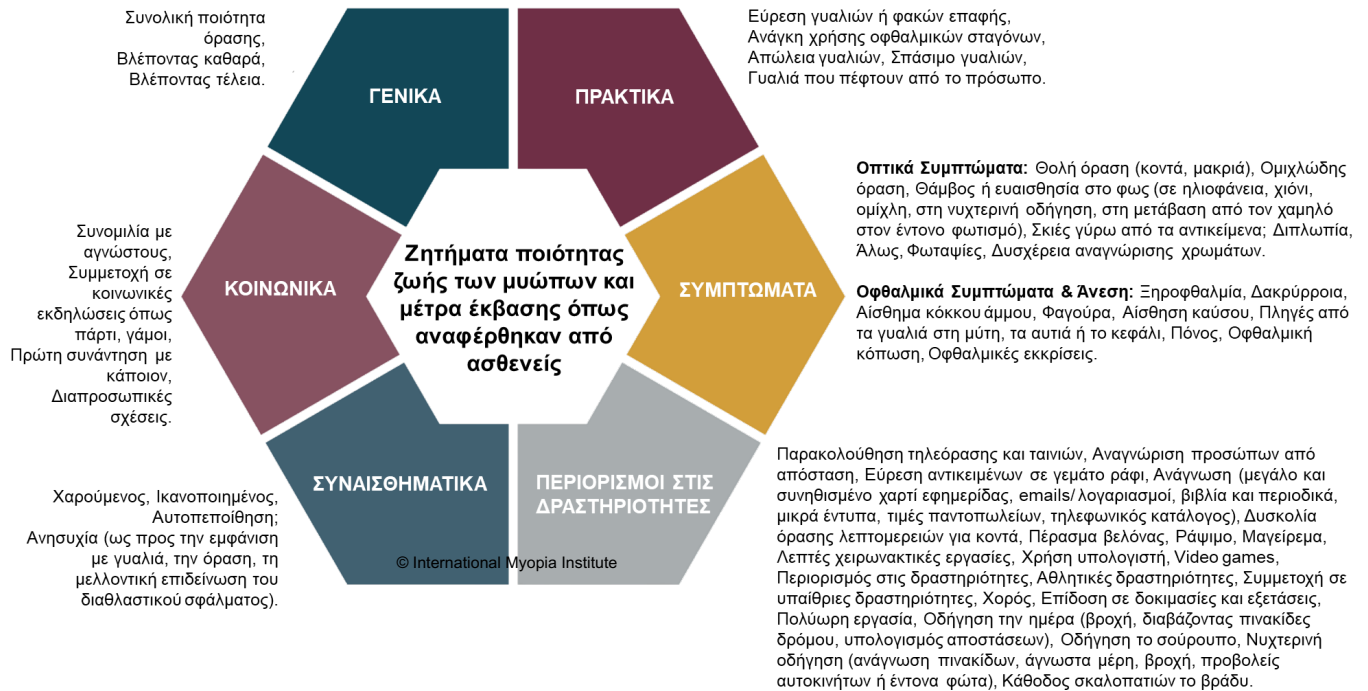 Συνολική ποιότητα
όρασης,
Βλέποντας καθαρά,
Βλέποντας τέλεια.
ΓΕΝΙΚΑ
ΠΡΑΚΤΙΚΑ
Εύρεση γυαλιών ή φακών επαφής,
Ανάγκη χρήσης οφθαλμικών σταγόνων,
Απώλεια γυαλιών, Σπάσιμο γυαλιών,
Γυαλιά που πέφτουν από το πρόσωπο.
Οπτικά Συμπτώματα: Θολή όραση (κοντά, μακριά), Ομιχλώδης
όραση, Θάμβος ή ευαισθησία στο φως (σε ηλιοφάνεια, χιόνι,
ομίχλη, στη νυχτερινή οδήγηση, στη μετάβαση από τον χαμηλό
στον έντονο φωτισμό), Σκιές γύρω από τα αντικείμενα; Διπλωπία,
Άλως, Φωταψίες, Δυσχέρεια αναγνώρισης χρωμάτων.
ΣΥΜΠΤΩΜΑΤΑ
Οφθαλμικά Συμπτώματα & Άνεση: Ξηροφθαλμία, Δακρύρροια,
Αίσθημα κόκκου άμμου, Φαγούρα, Αίσθηση καύσου, Πληγές από
τα γυαλιά στη μύτη, τα αυτιά ή το κεφάλι, Πόνος, Οφθαλμική
κόπωση, Οφθαλμικές εκκρίσεις.
Συνομιλία με
αγνώστους,
Συμμετοχή σε
κοινωνικές
εκδηλώσεις όπως
πάρτι, γάμοι,
Πρώτη συνάντηση με
κάποιον,
Διαπροσωπικές
σχέσεις.
ΚΟΙΝΩΝΙΚΑ
Ζητήματα ποιότητας
ζωής των μυώπων και
μέτρα έκβασης όπως
αναφέρθηκαν από
ασθενείς
ΣΥΝΑΙΣΘΗΜΑΤΙΚΑ
Χαρούμενος, Ικανοποιημένος,
Αυτοπεποίθηση;
Ανησυχία (ως προς την εμφάνιση
με γυαλιά, την όραση, τη
μελλοντική επιδείνωση του
διαθλαστικού σφάλματος).
ΠΕΡΙΟΡΙΣΜΟΙ ΣΤΙΣ
ΔΡΑΣΤΗΡΙΟΤΗΤΕΣ
© International Myopia Institute
Παρακολούθηση τηλεόρασης και ταινιών, Αναγνώριση προσώπων από
απόσταση, Εύρεση αντικειμένων σε γεμάτο ράφι, Ανάγνωση (μεγάλο και
συνηθισμένο χαρτί εφημερίδας, emails/ λογαριασμοί, βιβλία και περιοδικά,
μικρά έντυπα, τιμές παντοπωλείων, τηλεφωνικός κατάλογος), Δυσκολία
όρασης λεπτομερειών για κοντά, Πέρασμα βελόνας, Ράψιμο, Μαγείρεμα,
Λεπτές χειρωνακτικές εργασίες, Χρήση υπολογιστή, Video games,
Περιορισμός στις δραστηριότητες, Αθλητικές δραστηριότητες, Συμμετοχή σε
υπαίθριες δραστηριότητες, Χορός, Επίδοση σε δοκιμασίες και εξετάσεις,
Πολύωρη εργασία, Οδήγηση την ημέρα (βροχή, διαβάζοντας πινακίδες
δρόμου, υπολογισμός αποστάσεων), Οδήγηση το σούρουπο, Νυχτερινή
οδήγηση (ανάγνωση πινακίδων, άγνωστα μέρη, βροχή, προβολείς
αυτοκινήτων ή έντονα φώτα), Κάθοδος σκαλοπατιών το βράδυ.